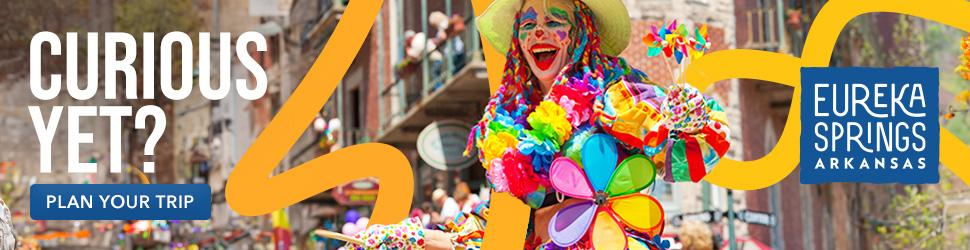 CURIOUS
YET?
PLAN YOUR TRIP
EUREKA
SPRINGS
ARKANSAS